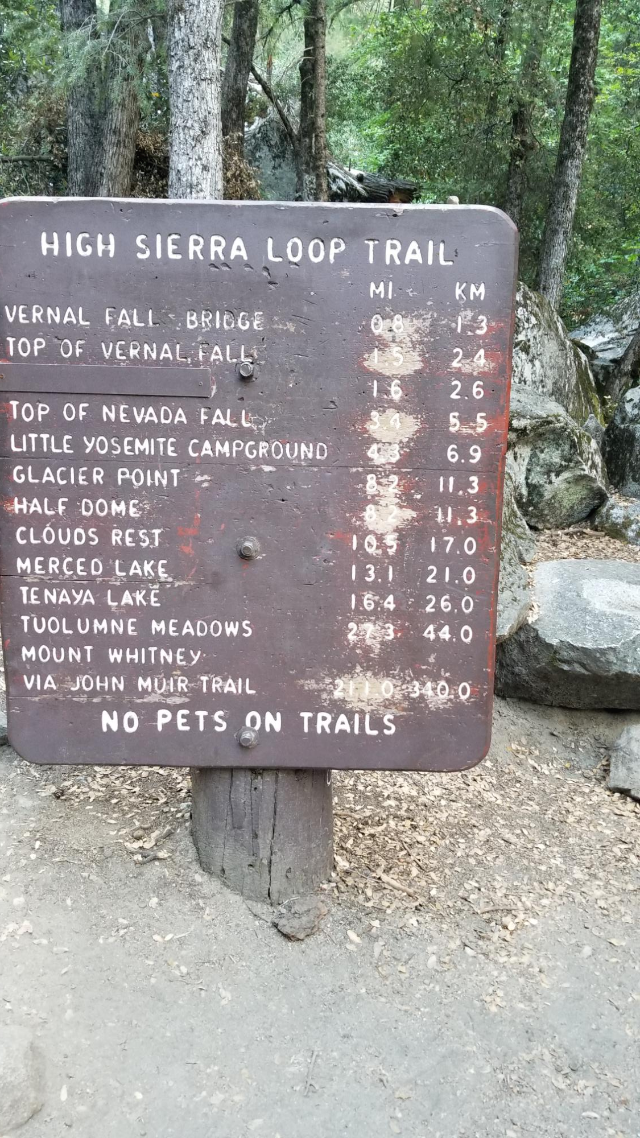 HIGH SIERRA LOOP TRAIL
MI KM
VERNAL FALL BRIDGE 0.8 1.3
TOP OF VERNAL FALL 1.5 2.4
1.6 2.6
TOP OF NEVADA FALL 3.4 5.5
LITTLE YOSEMITE CAMPGROUND 4.3 6.9
GLACIER POINT 8.2 11.3
HALF DOME 8.2 11.3
CLOUDS REST 10.5 17.0
MERCED LAKE 13.1 21.0
TENAYA LAKE 16.4 26.0
TUOLUMNE MEADOWS 27.3 44.0
MOUNT WHITNEY
VIA JOHN MUIR TRAIL 211.0 340.0
NO PETS ON TRAILS